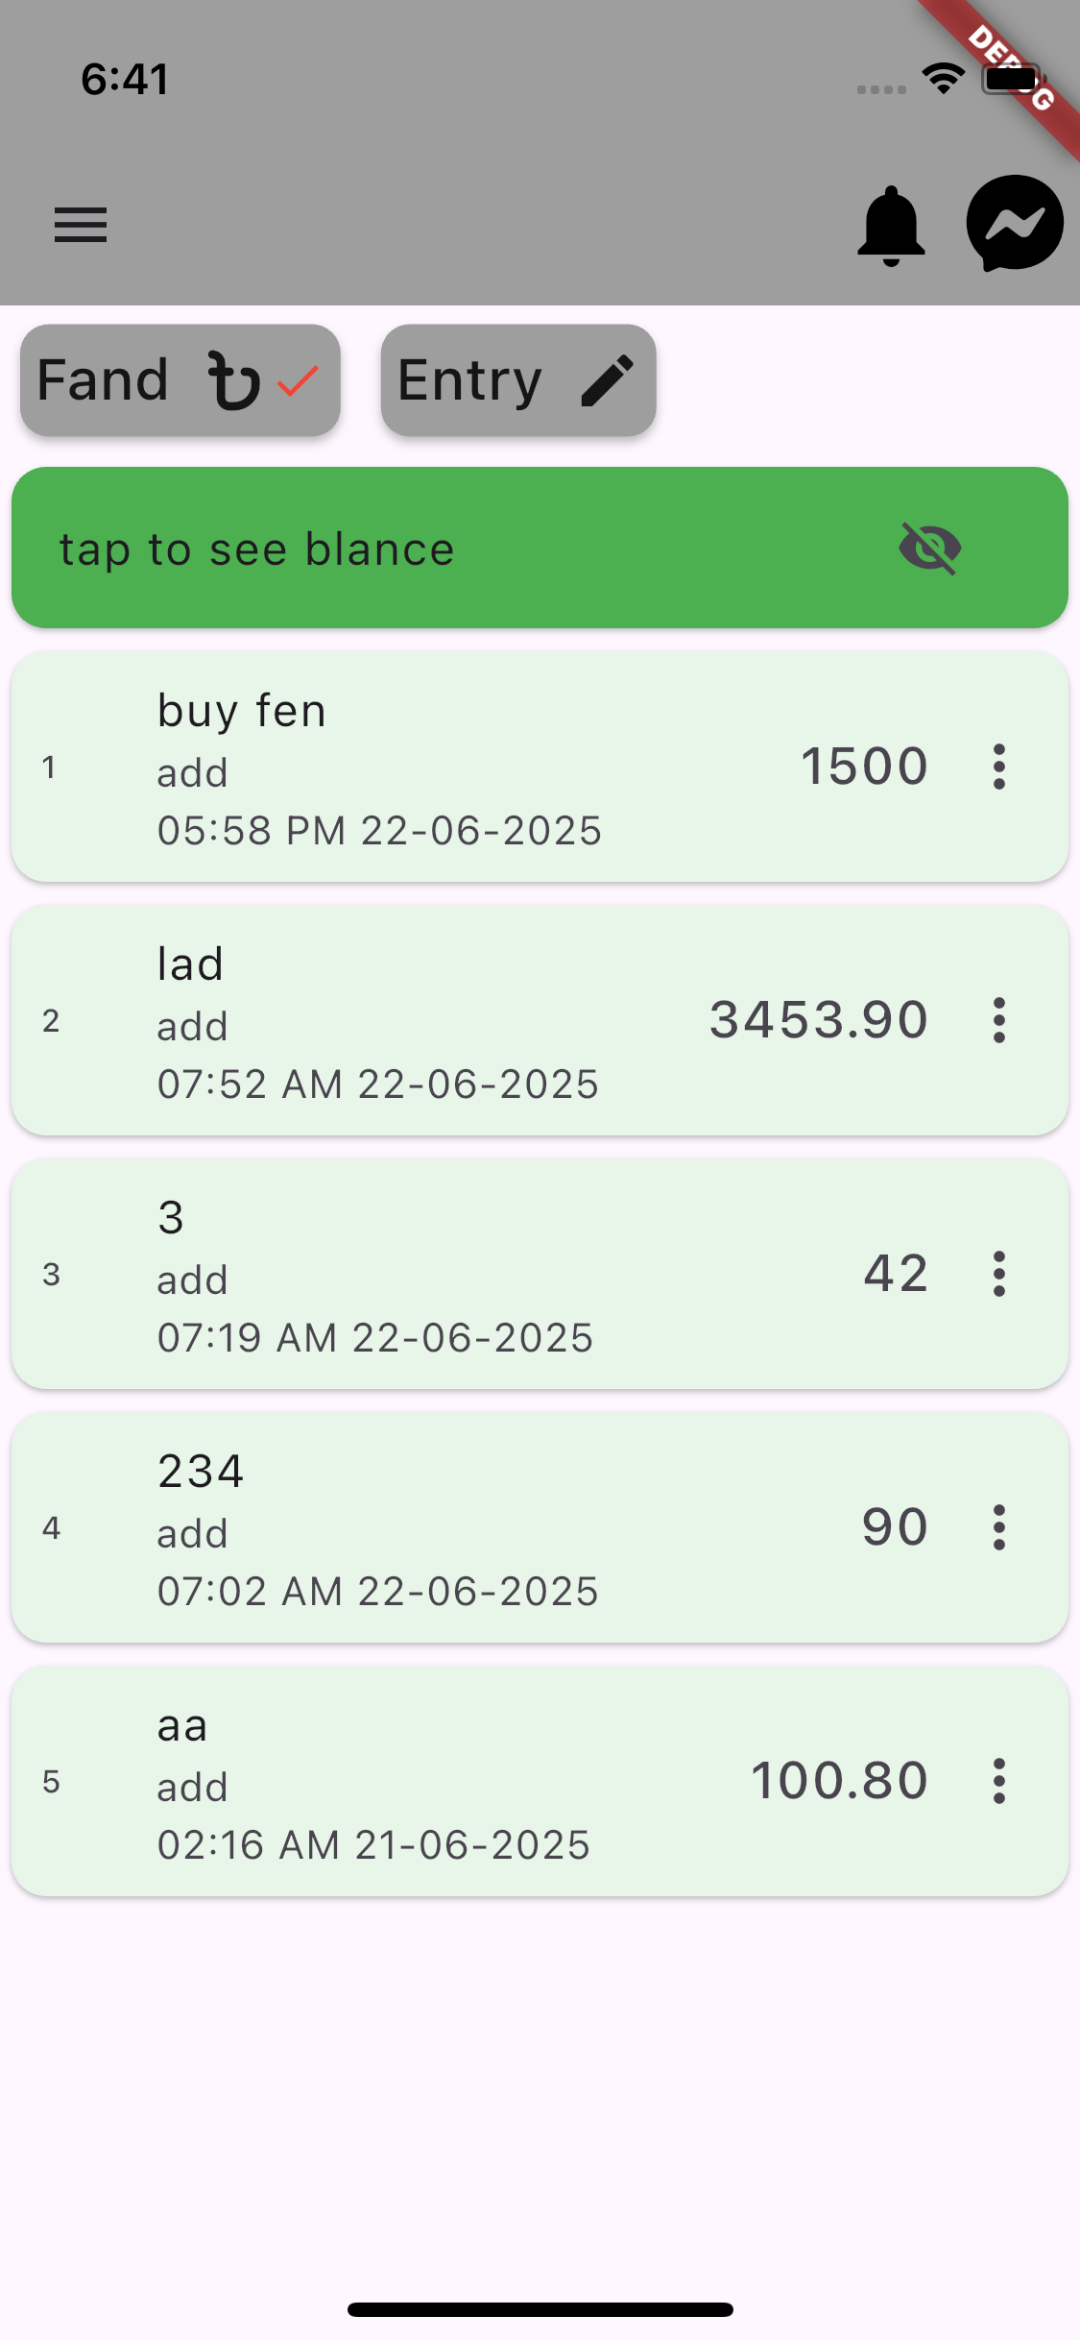 6:41
DEBUG
Fand ৳
Entry
tap to see blance
buy fen
1
add
1500
05:58 PM 22-06-2025
lad
2
add
3453.90
07:52 AM 22-06-2025
3
3
add
42
07:19 AM 22-06-2025
234
4
add
90
07:02 AM 22-06-2025
aa
5
add
100.80
02:16 AM 21-06-2025